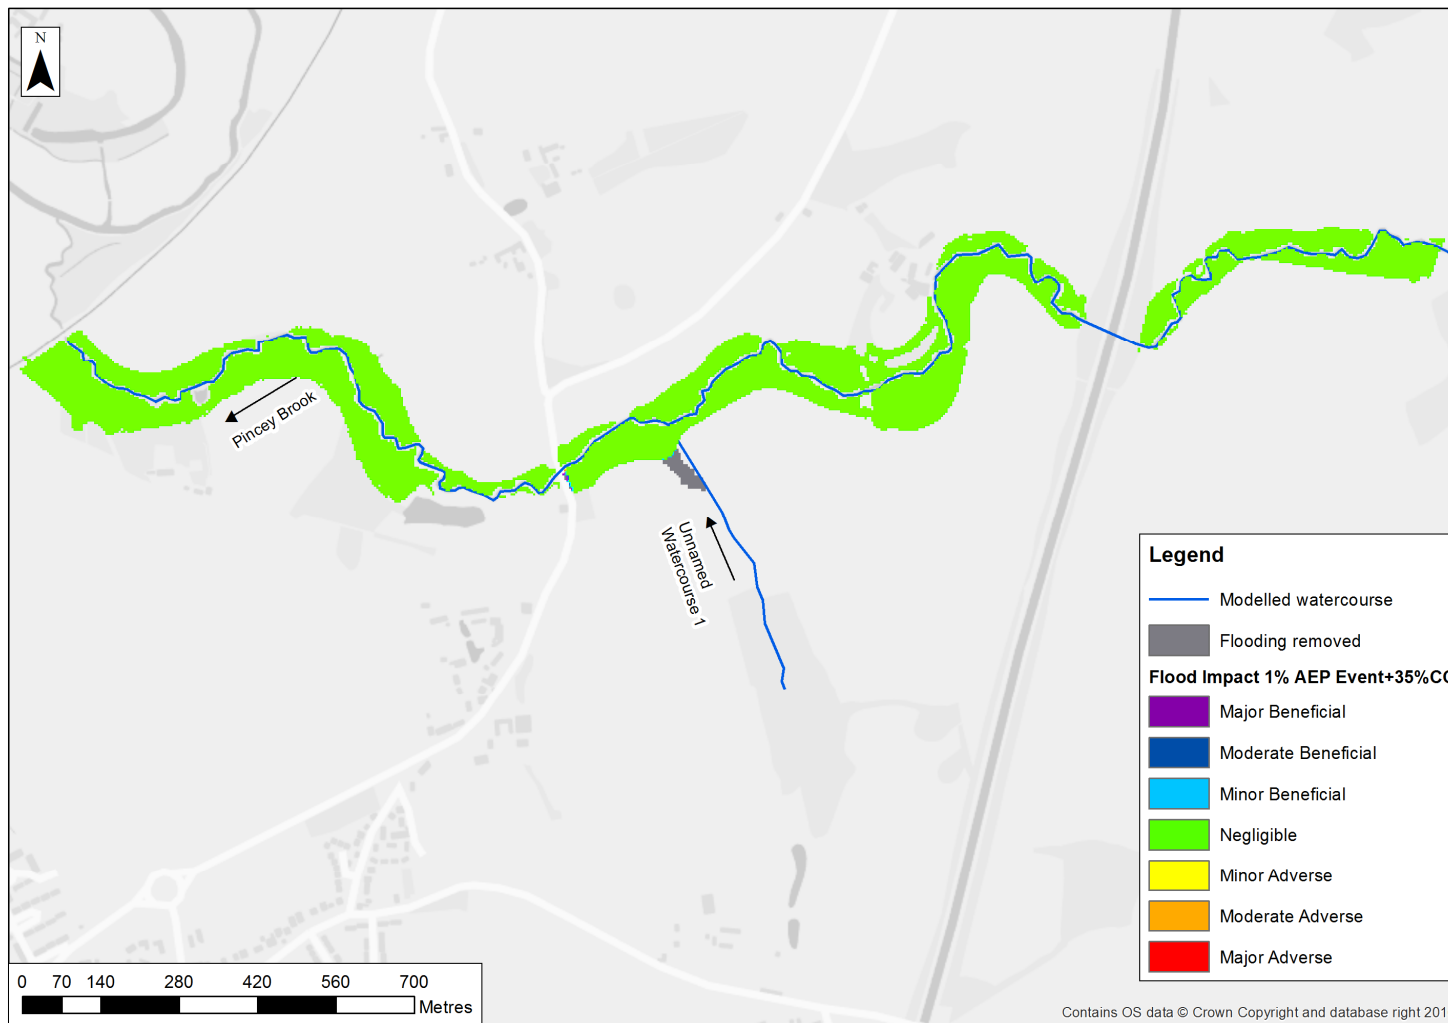 N
Pincey Brook
Unnamed
Watercourse 1
Legend
Modelled watercourse
Flooding removed
Flood Impact 1% AEP Event+35%CC
Major Beneficial
Moderate Beneficial
Minor Beneficial
Negligible
Minor Adverse
Moderate Adverse
Major Adverse
0 70 140 280 420 560 700
Metres
Contains OS data © Crown Copyright and database right 201